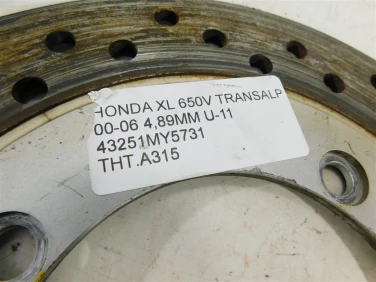 HONDA XL 650V TRANSALP
00-06 4,89MM U-11
43251MY5731
THT.A315